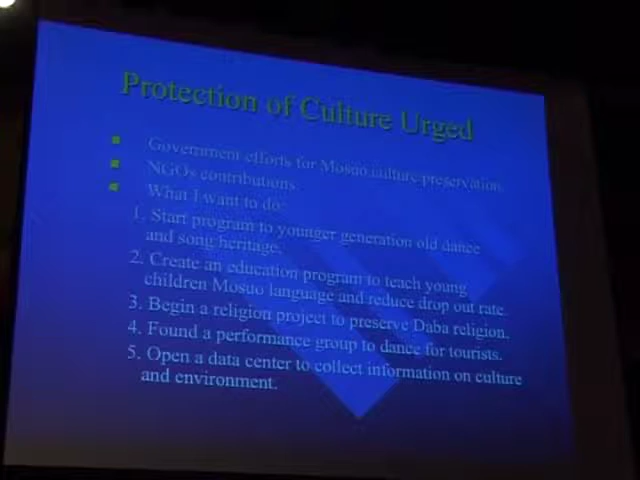 Protection of Culture Urged
Government efforts for Mosuo culture preservation.
NGOs contributions.
What I want to do:
1. Start program to younger generation old dance
and song heritage.
2. Create an education program to teach young
children Mosuo language and reduce drop out rate.
3. Begin a religion project to preserve Daba religion.
4. Found a performance group to dance for tourists.
5. Open a data center to collect information on culture
and environment.